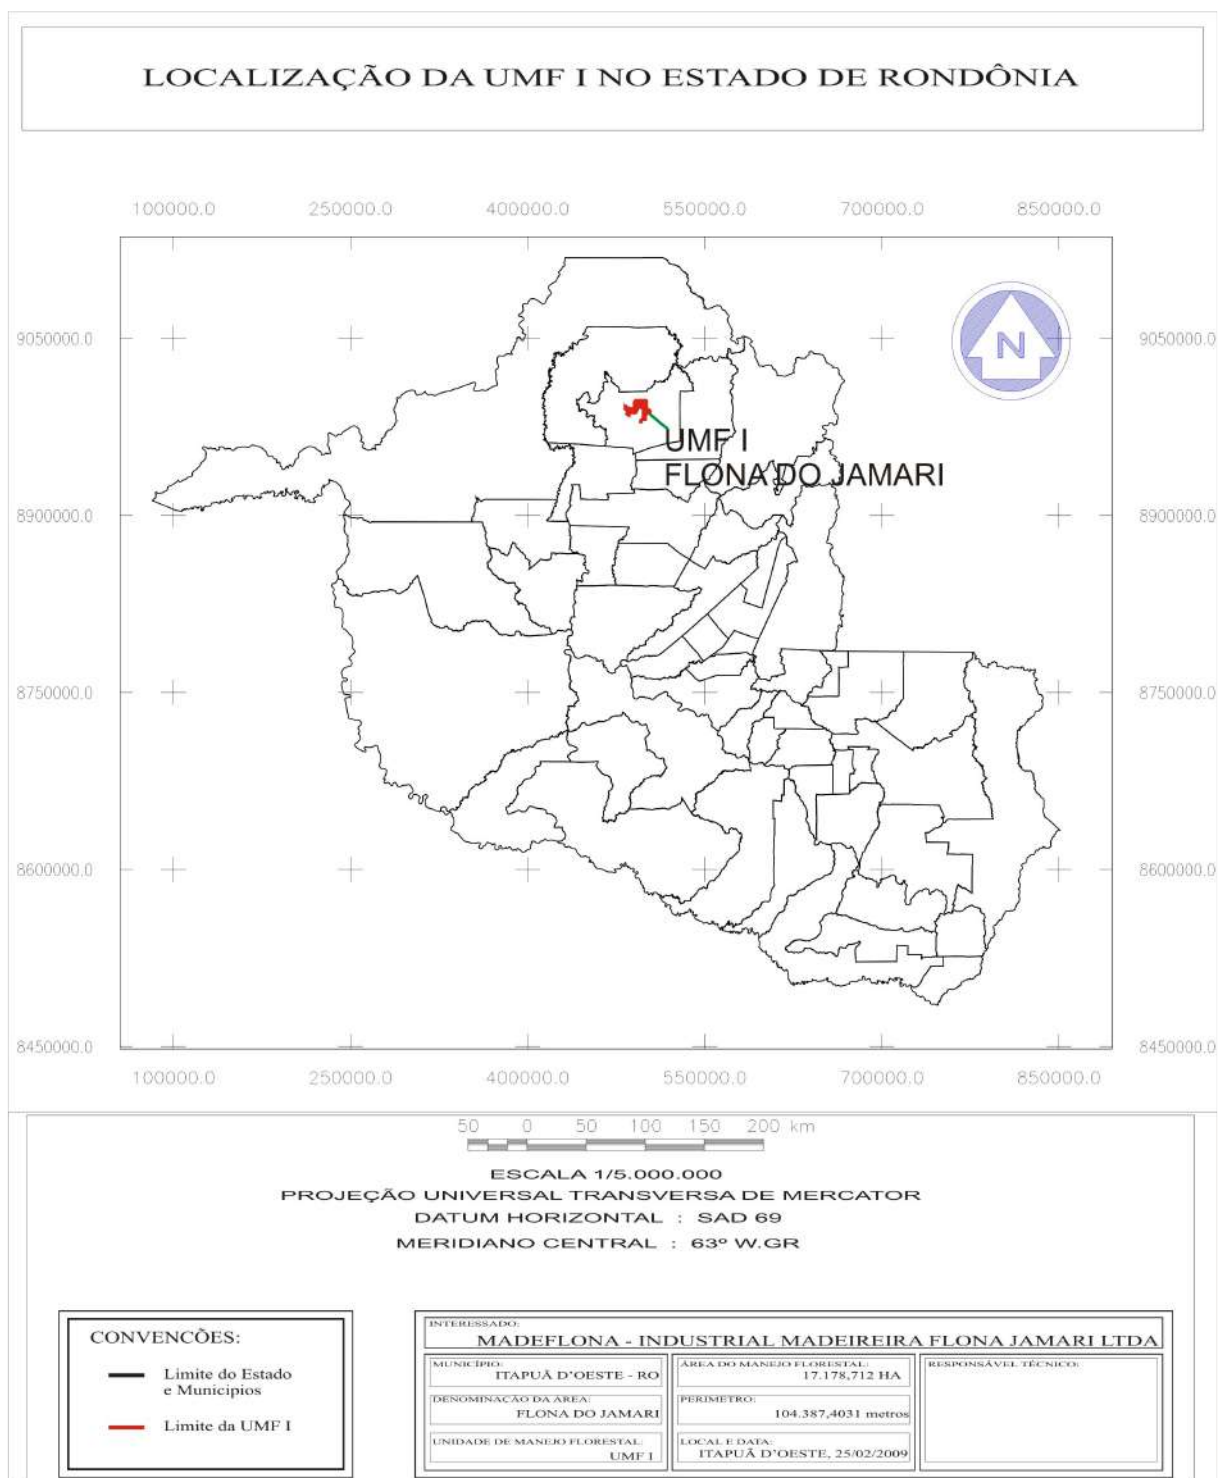 LOCALIZAÇÃO DA UMF I NO ESTADO DE RONDÔNIA
100000.0 250000.0 400000.0 550000.0 700000.0 850000.0
9050000.0 9050000.0
N
UMF I
FLONA DO JAMARI
8900000.0 8900000.0
8750000.0 8750000.0
8600000.0 8600000.0
8450000.0 8450000.0
100000.0 250000.0 400000.0 550000.0 700000.0 850000.0
50 0 50 100 150 200 km
ESCALA 1/5.000.000
PROJEÇÃO UNIVERSAL TRANSVERSA DE MERCATOR
DATUM HORIZONTAL : SAD 69
MERIDIANO CENTRAL : 63º W.GR
CONVENCÕES:
Limite do Estado
e Municipios
Limite da UMF I
INTERESSADO:
MADEFLONA - INDUSTRIAL MADEIREIRA FLONA JAMARI LTDA
MUNICÍPIO:
ITAPUÃ D'OESTE - RO
ÁREA DO MANEJO FLORESTAL:
17.178,712 HA
RESPONSÁVEL TÉCNICO:
DENOMINACÃO DA ÁREA:
FLONA DO JAMARI
PERIMETRO:
104.387,4031 metros
UNIDADE DE MANEJO FLORESTAL:
UMF I
LOCAL E DATA:
ITAPUÃ D'OESTE, 25/02/2009